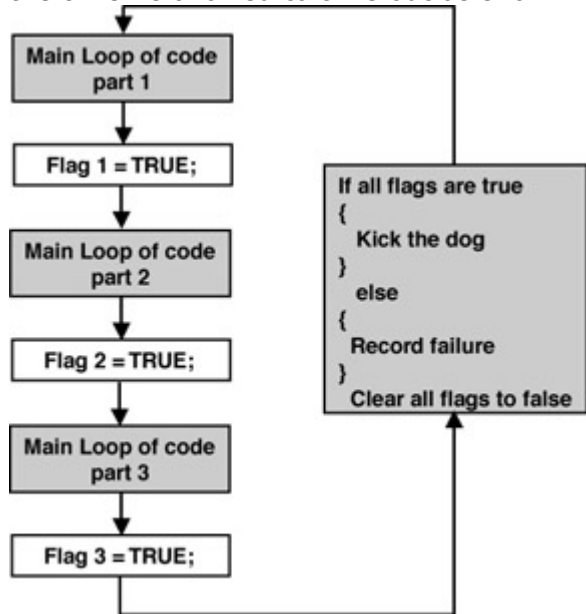 Main Loop of code
part 1
Flag 1 = TRUE;
Main Loop of code
part 2
Flag 2 = TRUE;
Main Loop of code
part 3
Flag 3 = TRUE;
If all flags are true
{
Kick the dog
}
else
{
Record failure
}
Clear all flags to false